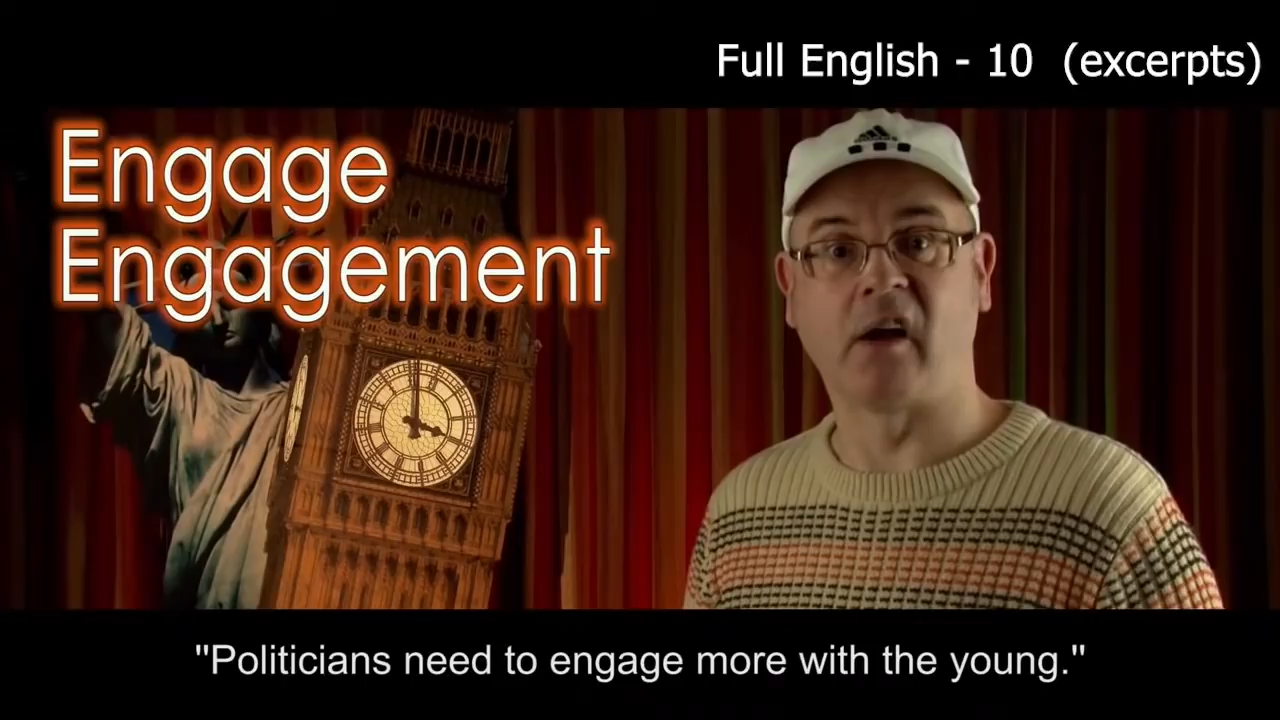 Full English - 10 (excerpts)
Engage
Engagement
"Politicians need to engage more with the young."